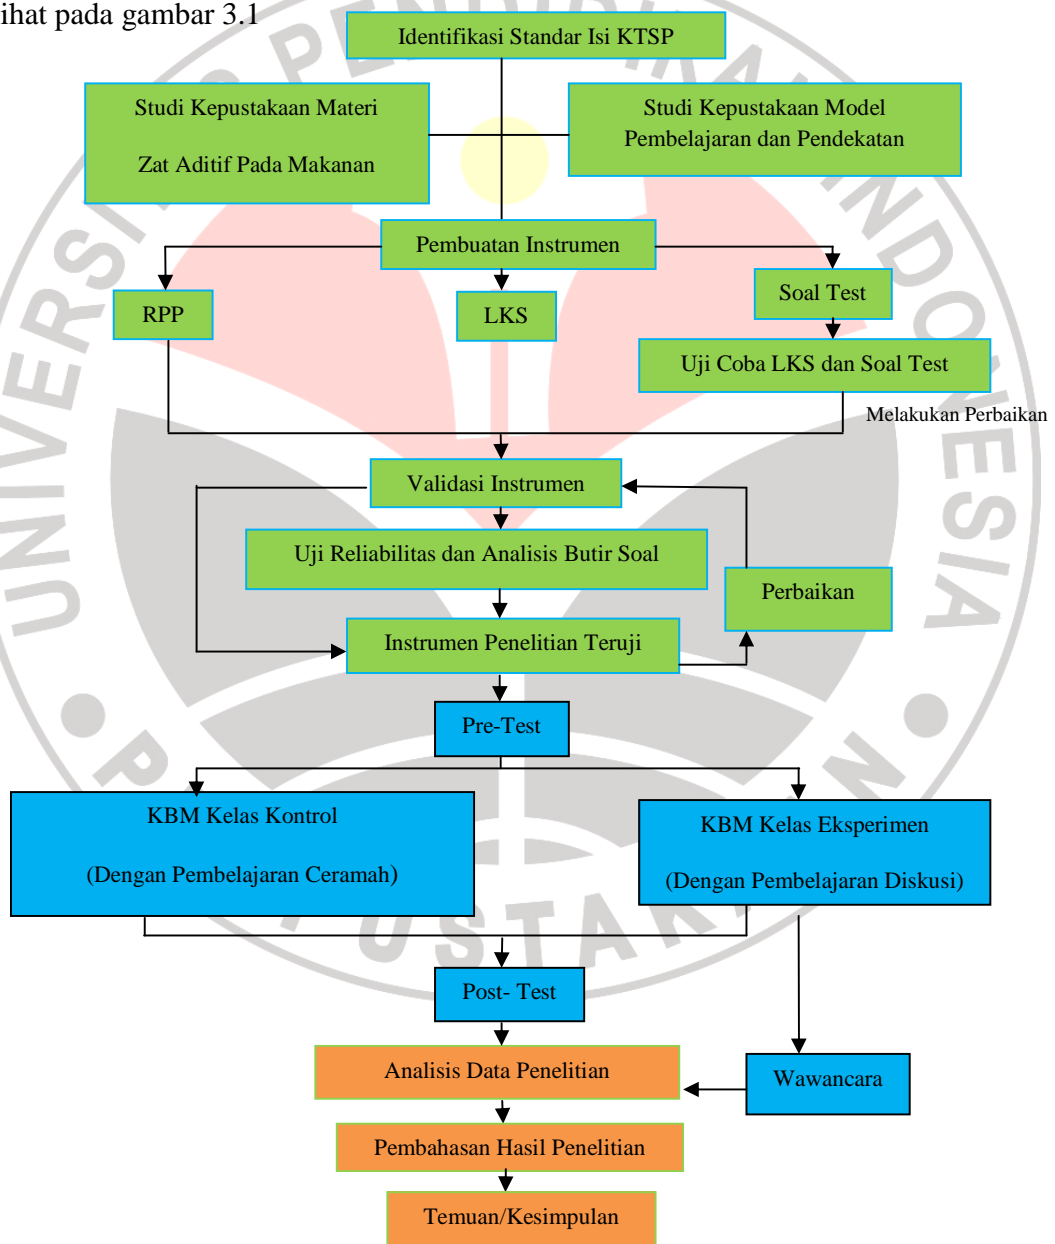 ihat pada gambar 3.1
Identifikasi Standar Isi KTSP
Studi Kepustakaan Materi
Zat Aditif Pada Makanan
Studi Kepustakaan Model
Pembelajaran dan Pendekatan
Pembuatan Instrumen
RPP
LKS
Soal Test
Uji Coba LKS dan Soal Test
Melakukan Perbaikan
Validasi Instrumen
Uji Reliabilitas dan Analisis Butir Soal
Perbaikan
Instrumen Penelitian Teruji
Pre-Test
KBM Kelas Kontrol
(Dengan Pembelajaran Ceramah)
KBM Kelas Eksperimen
(Dengan Pembelajaran Diskusi)
Post- Test
Analisis Data Penelitian
Wawancara
Pembahasan Hasil Penelitian
Temuan/Kesimpulan